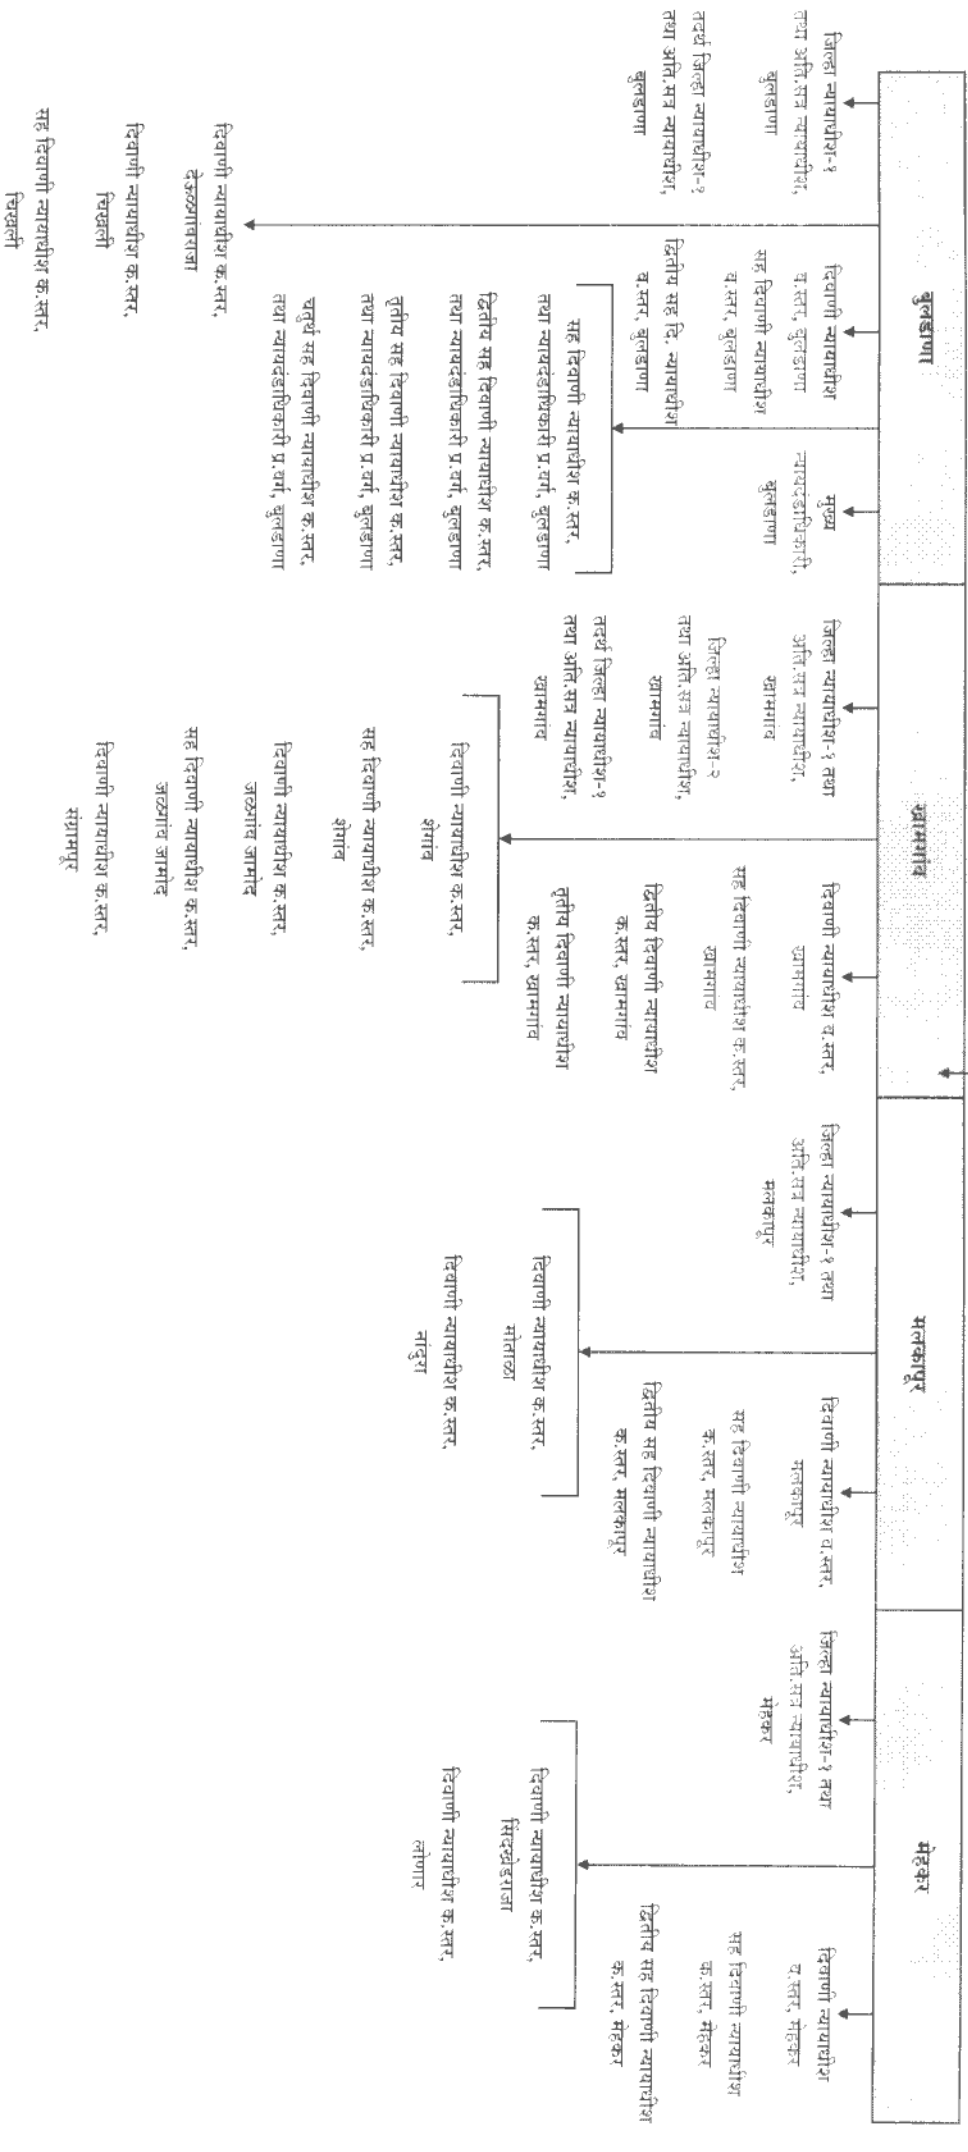 बुलडाणा
खामगांव
मलकापूर
मेहकर
जिल्हा न्यायाधीश-१
तथा अति.सत्र न्यायाधीश,
बुलडाणा
तदर्थ जिल्हा न्यायाधीश-१
तथा अति.सत्र न्यायाधीश,
बुलडाणा
दिवाणी न्यायाधीश क.स्तर,
देऊळगांवराजा
दिवाणी न्यायाधीश क.स्तर,
चिखली
सह दिवाणी न्यायाधीश क.स्तर,
चिखली
दिवाणी न्यायाधीश
व.स्तर, बुलडाणा
सह दिवाणी न्यायाधीश
व.स्तर, बुलडाणा
द्वितीय सह दि. न्यायाधीश
व.स्तर, बुलडाणा
सह दिवाणी न्यायाधीश क.स्तर,
तथा न्यायदंडाधिकारी प्र.वर्ग, बुलडाणा
द्वितीय सह दिवाणी न्यायाधीश क.स्तर,
तथा न्यायदंडाधिकारी प्र.वर्ग, बुलडाणा
तृतीय सह दिवाणी न्यायाधीश क.स्तर,
तथा न्यायदंडाधिकारी प्र.वर्ग, बुलडाणा
चतुर्थ सह दिवाणी न्यायाधीश क.स्तर,
तथा न्यायदंडाधिकारी प्र.वर्ग, बुलडाणा
मुख्य
न्यायदंडाधिकारी,
बुलडाणा
जिल्हा न्यायाधीश-१ तथा
अति.सत्र न्यायाधीश,
खामगांव
जिल्हा न्यायाधीश-२
तथा अति.सत्र न्यायाधीश,
खामगांव
तदर्थ जिल्हा न्यायाधीश-१
तथा अति.सत्र न्यायाधीश,
खामगांव
दिवाणी न्यायाधीश क.स्तर,
शेगांव
सह दिवाणी न्यायाधीश क.स्तर,
शेगांव
दिवाणी न्यायाधीश क.स्तर,
जळगांव जामोद
सह दिवाणी न्यायाधीश क.स्तर,
जळगांव जामोद
दिवाणी न्यायाधीश क.स्तर,
संग्रामपूर
दिवाणी न्यायाधीश व.स्तर,
खामगांव
सह दिवाणी न्यायाधीश क.स्तर,
खामगांव
द्वितीय दिवाणी न्यायाधीश
क.स्तर, खामगांव
तृतीय दिवाणी न्यायाधीश
क.स्तर, खामगांव
जिल्हा न्यायाधीश-१ तथा
अति.सत्र न्यायाधीश,
मलकापूर
दिवाणी न्यायाधीश क.स्तर,
मोताळा
दिवाणी न्यायाधीश क.स्तर,
नांदुरा
दिवाणी न्यायाधीश व.स्तर,
मलकापूर
सह दिवाणी न्यायाधीश
क.स्तर, मलकापूर
द्वितीय सह दिवाणी न्यायाधीश
क.स्तर, मलकापूर
जिल्हा न्यायाधीश-१ तथा
अति.सत्र न्यायाधीश,
मेहकर
दिवाणी न्यायाधीश क.स्तर,
सिंदखेडराजा
दिवाणी न्यायाधीश क.स्तर,
लोणार
दिवाणी न्यायाधीश
व.स्तर, मेहकर
सह दिवाणी न्यायाधीश
क.स्तर, मेहकर
द्वितीय सह दिवाणी न्यायाधीश
क.स्तर, मेहकर